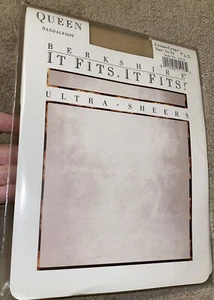 QUEEN
SANDALFOOT
BERKSHIRE
IT FITS. IT FITS!
ULTRA·SHEERS